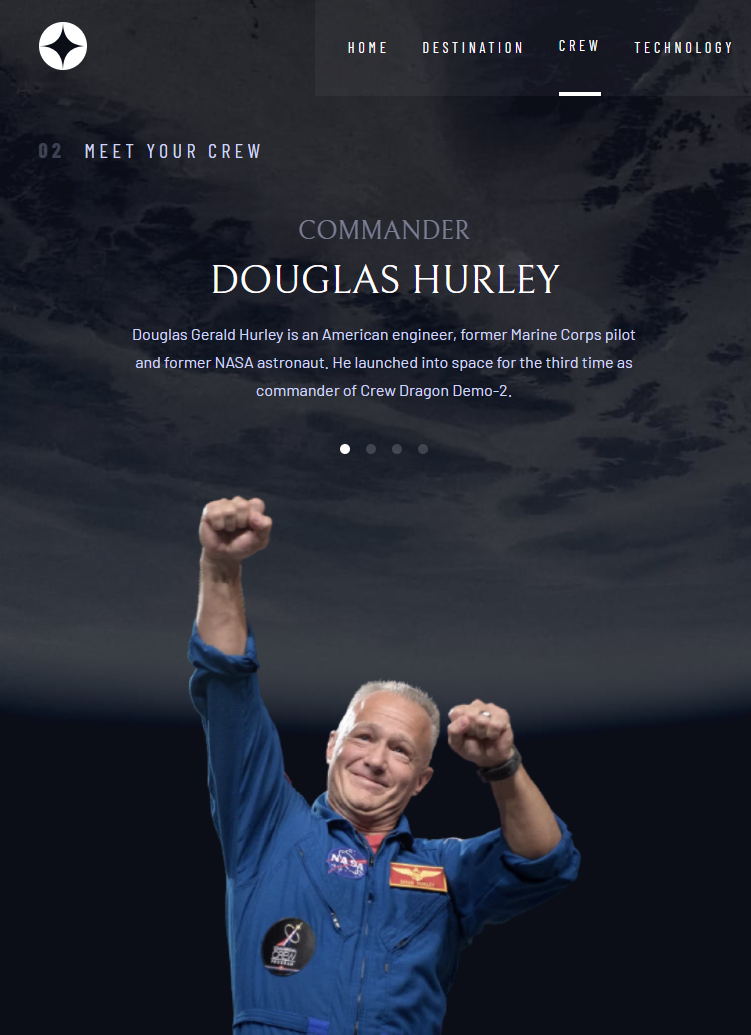 HOME DESTINATION CREW TECHNOLOGY
02 MEET YOUR CREW
COMMANDER
DOUGLAS HURLEY
Douglas Gerald Hurley is an American engineer, former Marine Corps pilot
and former NASA astronaut. He launched into space for the third time as
commander of Crew Dragon Demo-2.
NASA
CREW